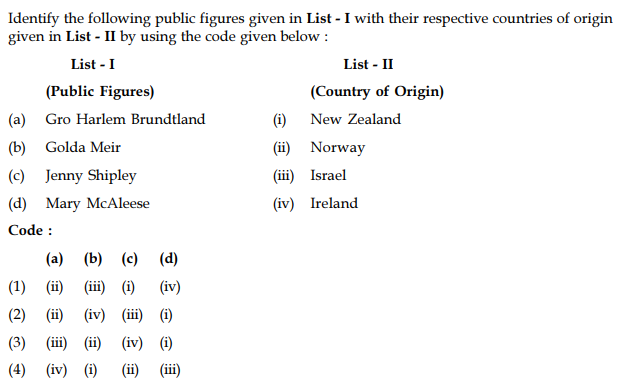 Identify the following public figures given in List - I with their respective countries of origin
given in List - II by using the code given below :
List - I List - II
(Public Figures) (Country of Origin)
(a) Gro Harlem Brundtland (i) New Zealand
(b) Golda Meir (ii) Norway
(c) Jenny Shipley (iii) Israel
(d) Mary McAleese (iv) Ireland
Code :
(a) (b) (c) (d)
(1) (ii) (iii) (i) (iv)
(2) (ii) (iv) (iii) (i)
(3) (iii) (ii) (iv) (i)
(4) (iv) (i) (ii) (iii)